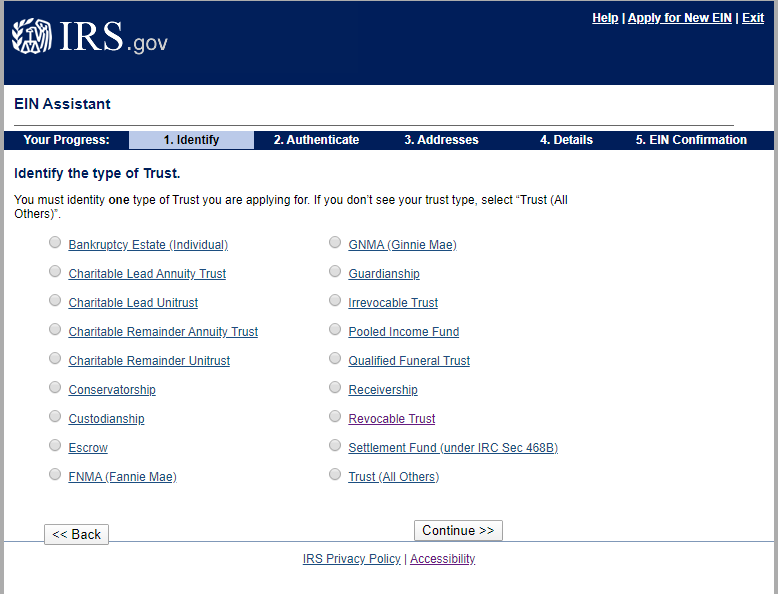 Help | Apply for New EIN | Exit
IRS.gov
EIN Assistant
Your Progress: 1. Identify 2. Authenticate 3. Addresses 4. Details 5. EIN Confirmation
Identify the type of Trust.
You must identity one type of Trust you are applying for. If you don't see your trust type, select “Trust (All
Others)”.
Bankruptcy Estate (Individual)
Charitable Lead Annuity Trust
Charitable Lead Unitrust
Charitable Remainder Annuity Trust
Charitable Remainder Unitrust
Conservatorship
Custodianship
Escrow
FNMA (Fannie Mae)
GNMA (Ginnie Mae)
Guardianship
Irrevocable Trust
Pooled Income Fund
Qualified Funeral Trust
Receivership
Revocable Trust
Settlement Fund (under IRC Sec 468B)
Trust (All Others)
<< Back
Continue >>
IRS Privacy Policy | Accessibility